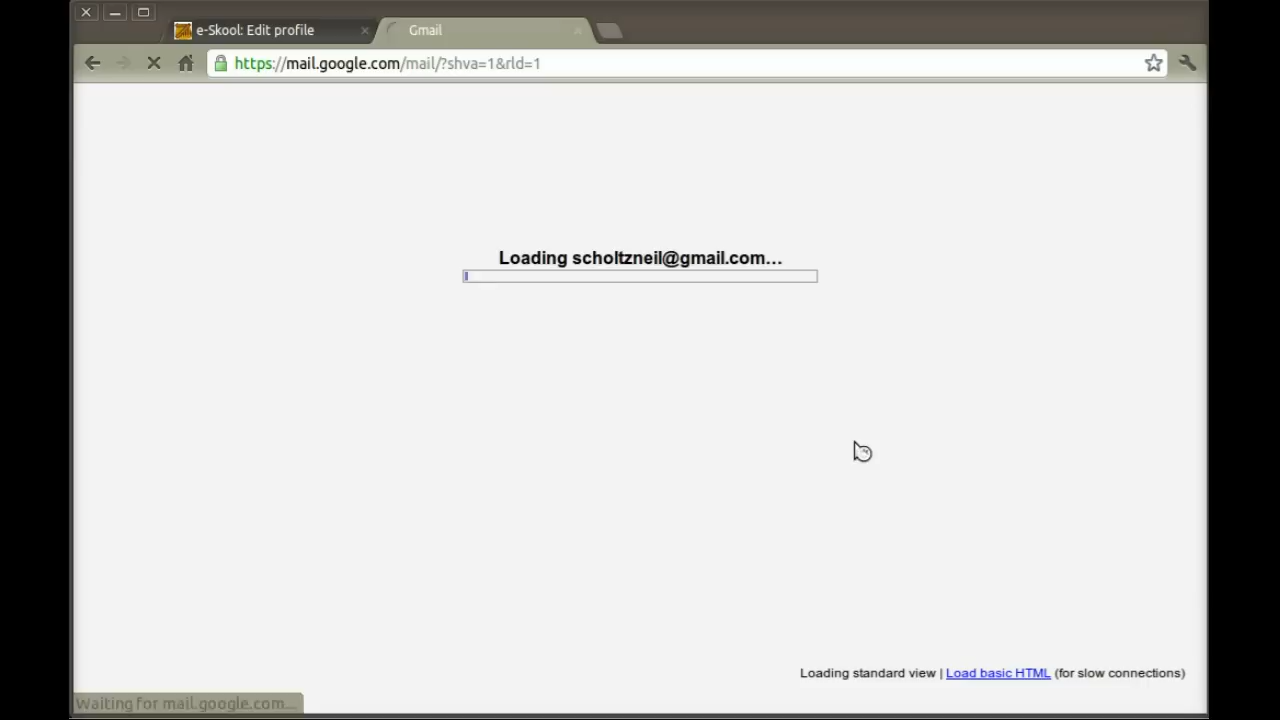 e-Skool: Edit profile
Gmail
https://mail.google.com/mail/?shva=1&rld=1
Loading scholtzneil@gmail.com...
Loading standard view | Load basic HTML (for slow connections)
Waiting for mail.google.com...